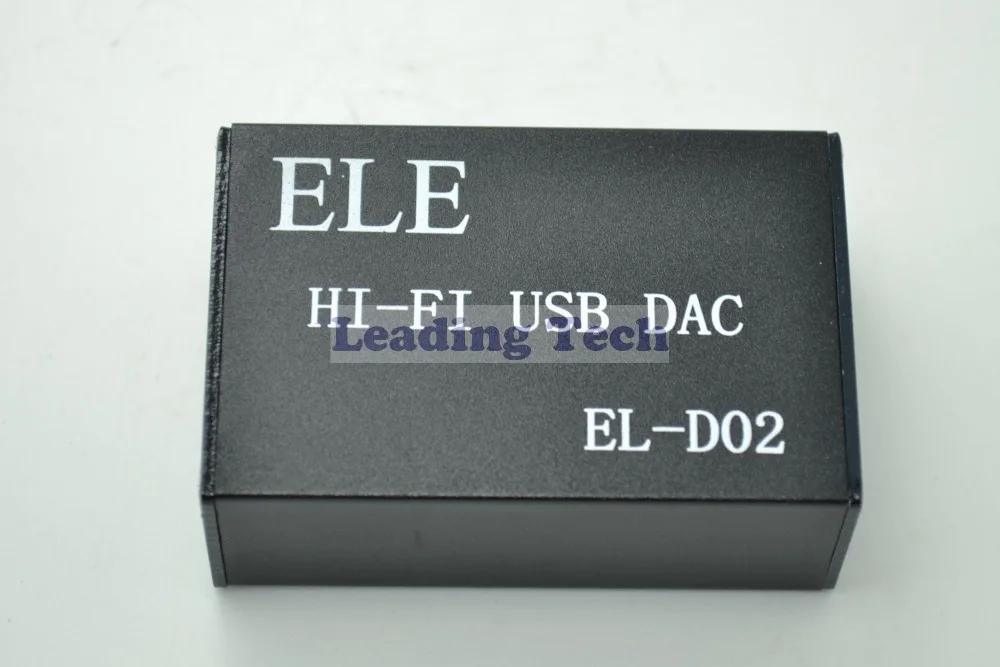 ELE
HI-FI USB DAC
Leading Tech
EL-D02